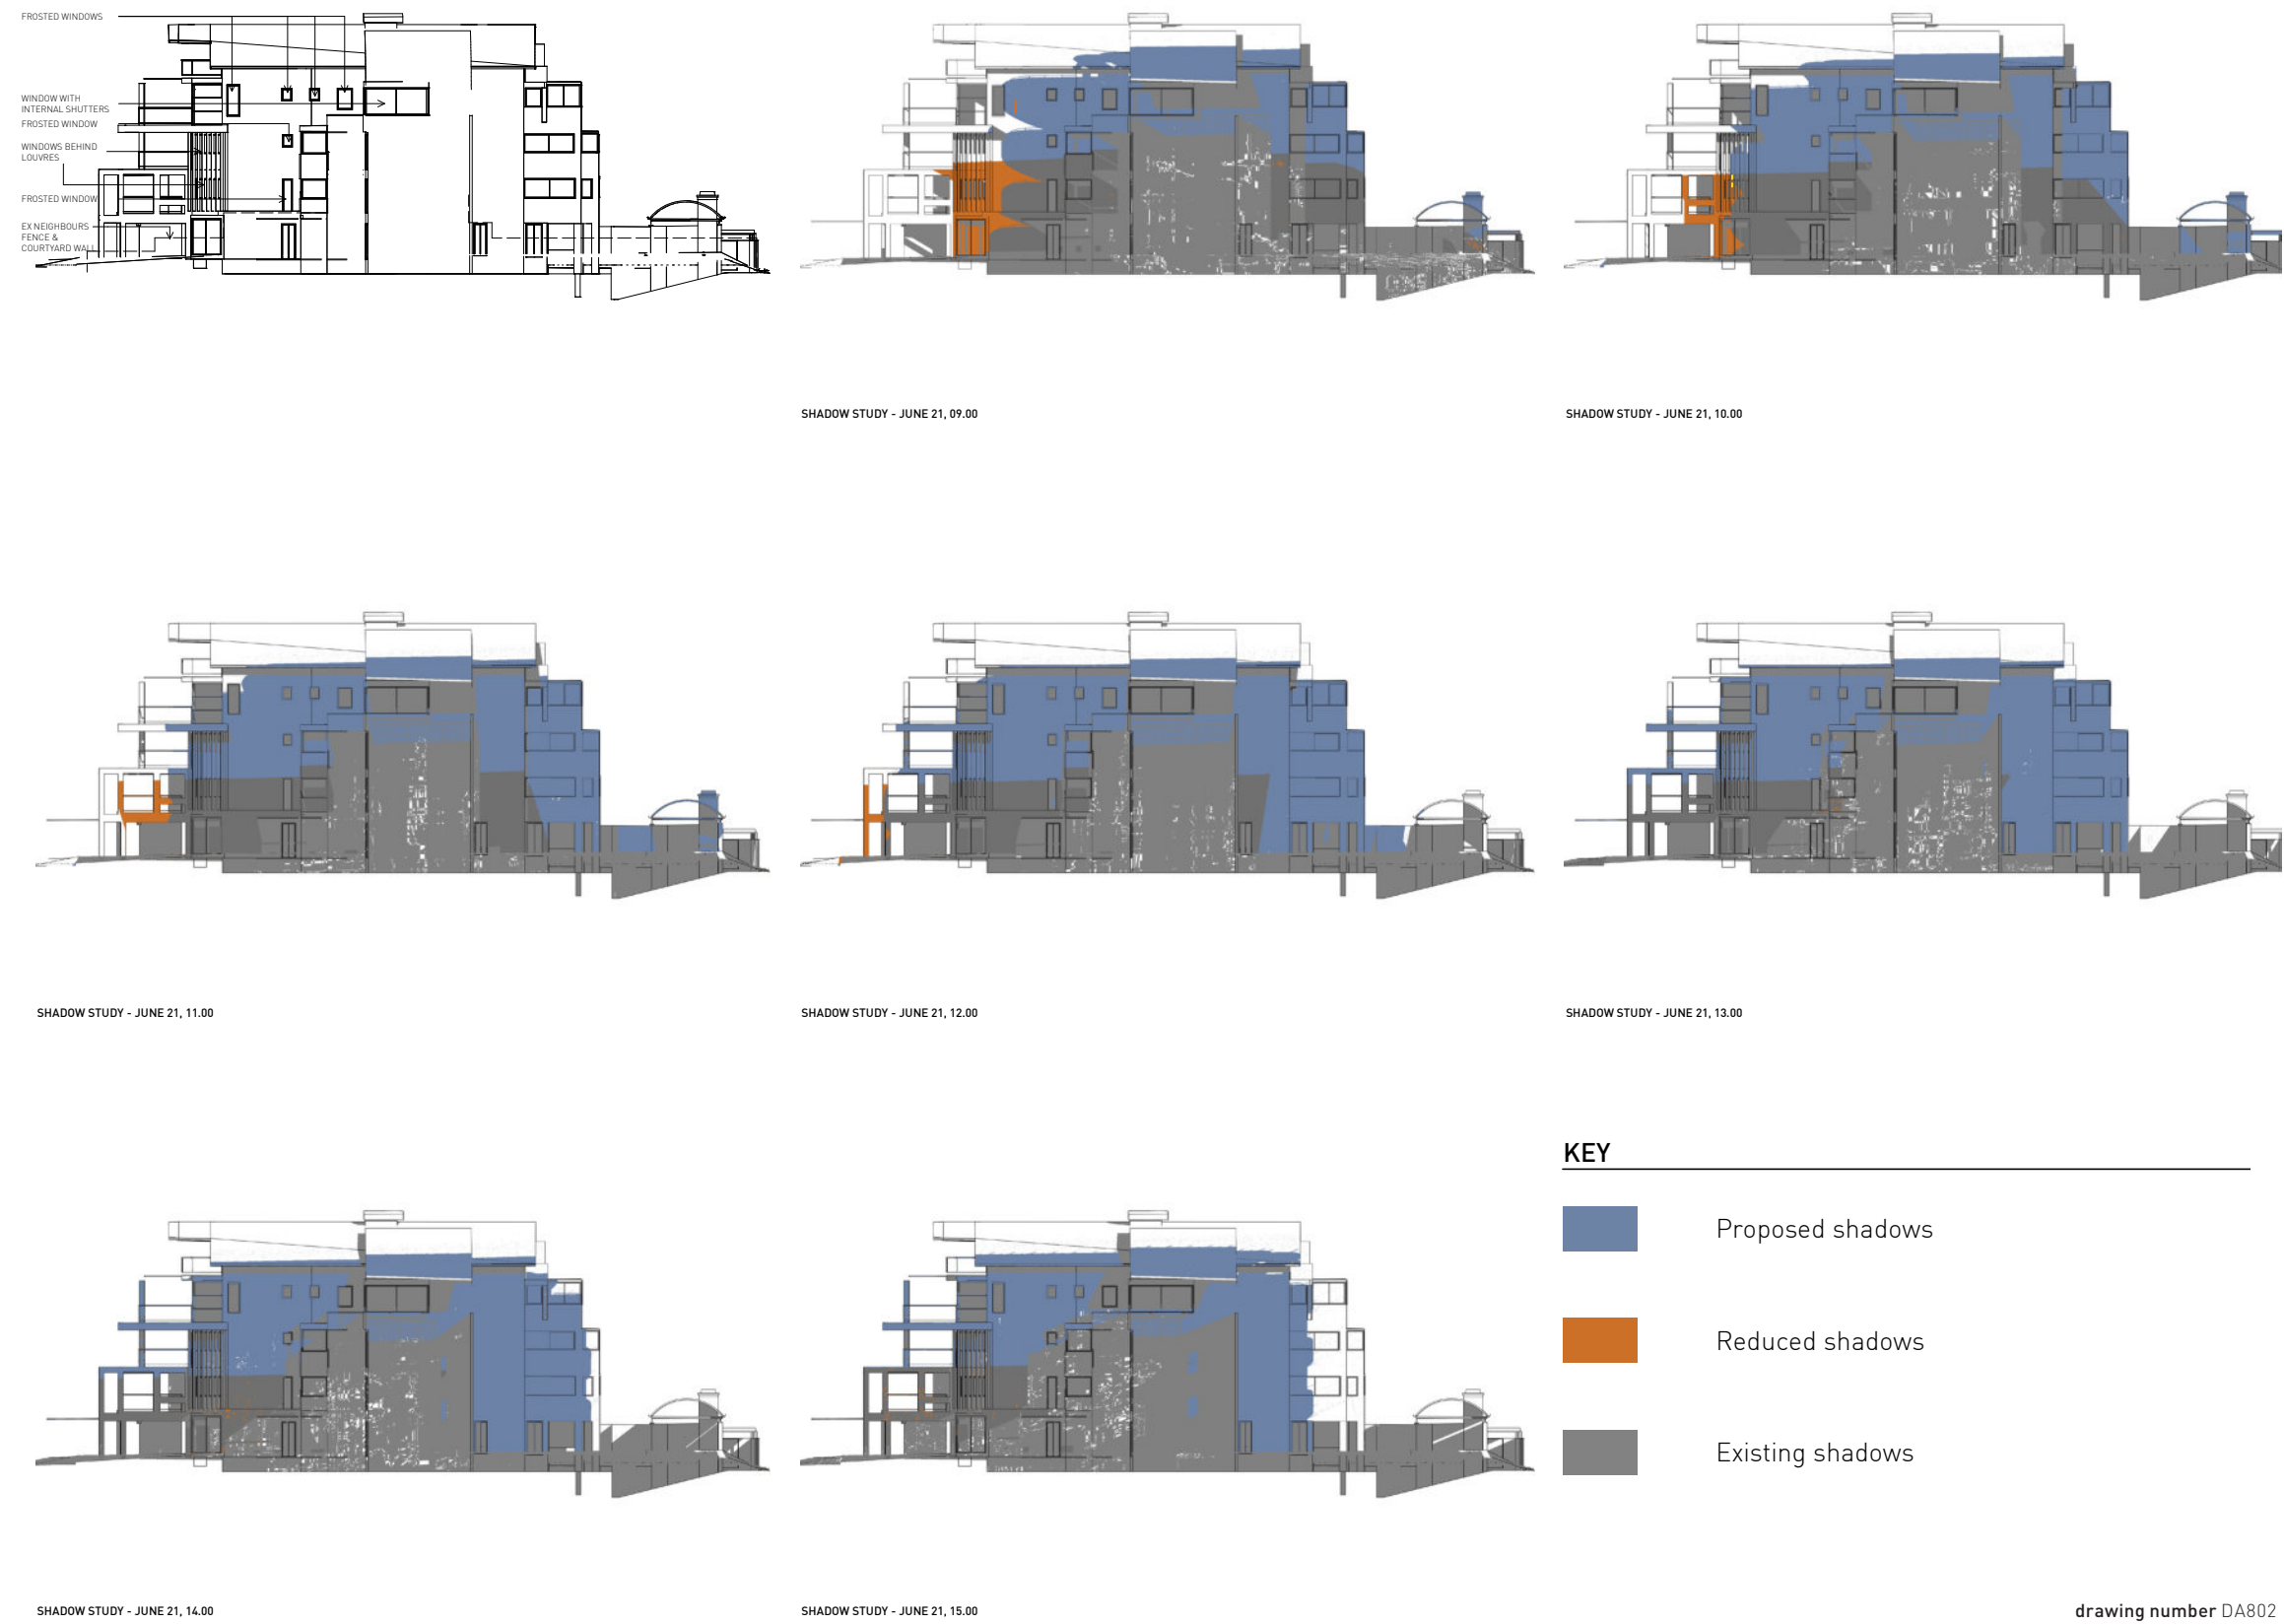 FROSTED WINDOWS
WINDOW WITH
INTERNAL SHUTTERS
FROSTED WINDOW
WINDOWS BEHIND
LOUVRES
FROSTED WINDOW
EX NEIGHBOURS
FENCE &
COURTYARD WALL
SHADOW STUDY - JUNE 21, 09.00
SHADOW STUDY - JUNE 21, 10.00
SHADOW STUDY - JUNE 21, 11.00
SHADOW STUDY - JUNE 21, 12.00
SHADOW STUDY - JUNE 21, 13.00
KEY
Proposed shadows
Reduced shadows
Existing shadows
SHADOW STUDY - JUNE 21, 14.00
SHADOW STUDY - JUNE 21, 15.00
drawing number DA802